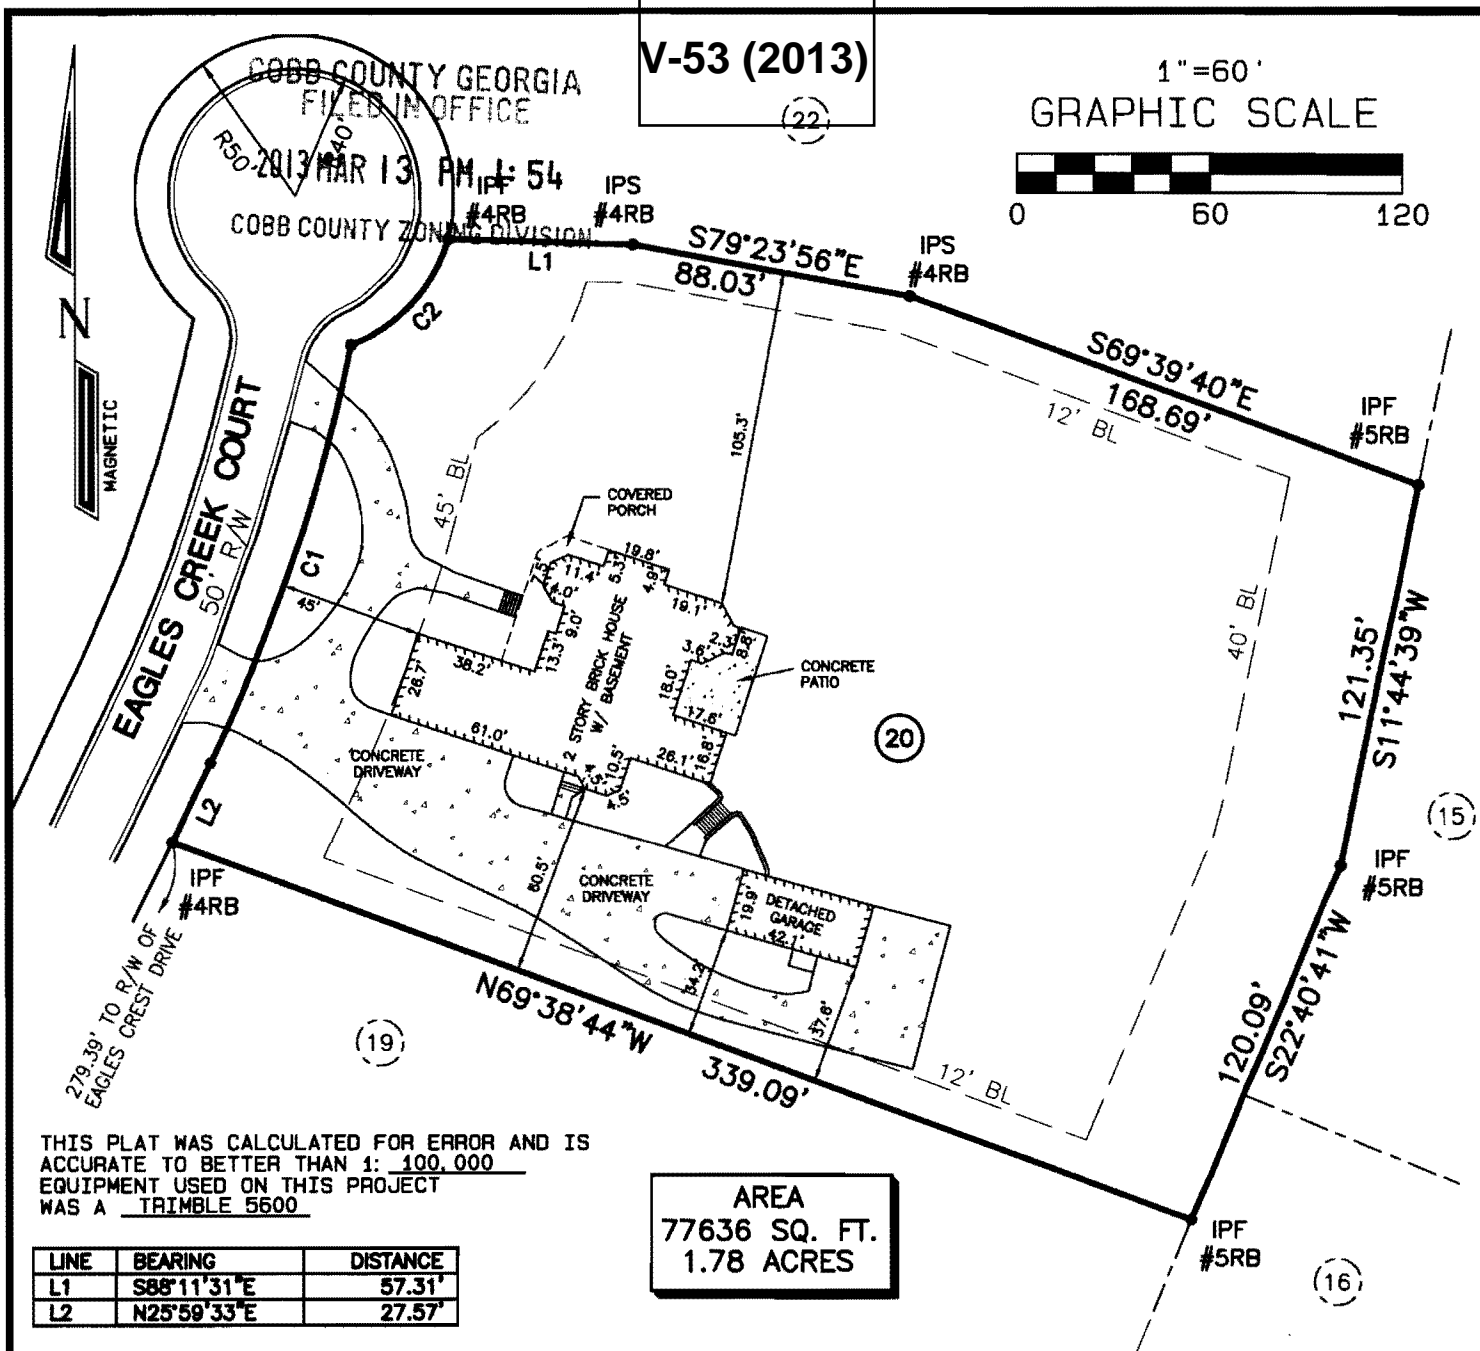 V-53 (2013)
22
1"=60'
GRAPHIC SCALE
0 60 120
COBB COUNTY GEORGIA
FILED IN OFFICE
2013 MAR 13 PM 1:54
COBB COUNTY ZONING DIVISION
R50'
R40'
IPF
#4RB
IPS
#4RB
L1
S79°23'56"E
88.03'
IPS
#4RB
S69°39'40"E
168.69'
12' BL
IPF
#5RB
N
MAGNETIC
C2
EAGLES CREEK COURT
50' R/W
C1
45' BL
45'
105.3'
COVERED
PORCH
19.8'
7.5'
11.4'
5.3'
4.9'
4.0'
9.0'
13.3'
19.1'
2.3'
8.8'
3.6'
18.0'
17.6'
16.8'
26.1'
10.5'
4.5'
4.5'
38.2'
26.7'
61.0'
2 STORY BRICK HOUSE
W/ BASEMENT
CONCRETE
PATIO
20
40' BL
121.35'
S11°44'39"W
15
IPF
#5RB
120.09'
S22°40'41"W
CONCRETE
DRIVEWAY
CONCRETE
DRIVEWAY
60.5'
DETACHED
GARAGE
19.9'
42.1'
34.2'
37.6'
L2
IPF
#4RB
279.39' TO R/W OF
EAGLES CREST DRIVE
N69°38'44"W
339.09'
12' BL
19
IPF
#5RB
16
THIS PLAT WAS CALCULATED FOR ERROR AND IS
ACCURATE TO BETTER THAN 1: 100,000
EQUIPMENT USED ON THIS PROJECT
WAS A TRIMBLE 5600
AREA
77636 SQ. FT.
1.78 ACRES
LINE BEARING DISTANCE
L1 S88°11'31"E 57.31'
L2 N25°59'33"E 27.57'